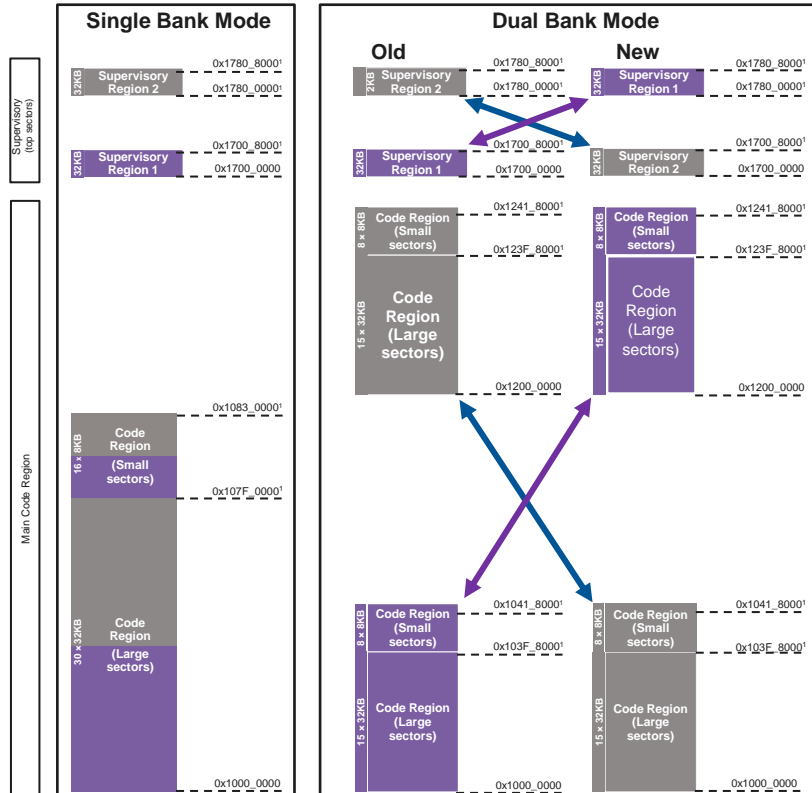 Single Bank Mode
Dual Bank Mode
Old
New
Supervisory
(top sectors)
Main Code Region
32KB
Supervisory
Region 2
0x1780_8000¹
0x1780_0000¹
32KB
Supervisory
Region 1
0x1700_8000¹
0x1700_0000
0x1083_0000¹
16 x 8KB
Code
Region
(Small
sectors)
0x107F_0000¹
30 x 32KB
Code
Region
(Large
sectors)
0x1000_0000
2KB
Supervisory
Region 2
0x1780_8000¹
0x1780_0000¹
32KB
Supervisory
Region 1
0x1700_8000¹
0x1700_0000
8 x 8KB
Code Region
(Small
sectors)
0x1241_8000¹
0x123F_8000¹
15 x 32KB
Code
Region
(Large
sectors)
0x1200_0000
8 x 8KB
Code Region
(Small
sectors)
0x1041_8000¹
0x103F_8000¹
15 x 32KB
Code Region
(Large
sectors)
0x1000_0000
32KB
Supervisory
Region 1
0x1780_8000¹
0x1780_0000¹
32KB
Supervisory
Region 2
0x1700_8000¹
0x1700_0000
8 x 8KB
Code Region
(Small
sectors)
0x1241_8000¹
0x123F_8000¹
15 x 32KB
Code
Region
(Large
sectors)
0x1200_0000
8 x 8KB
Code Region
(Small
sectors)
0x1041_8000¹
0x103F_8000¹
15 x 32KB
Code Region
(Large
sectors)
0x1000_0000